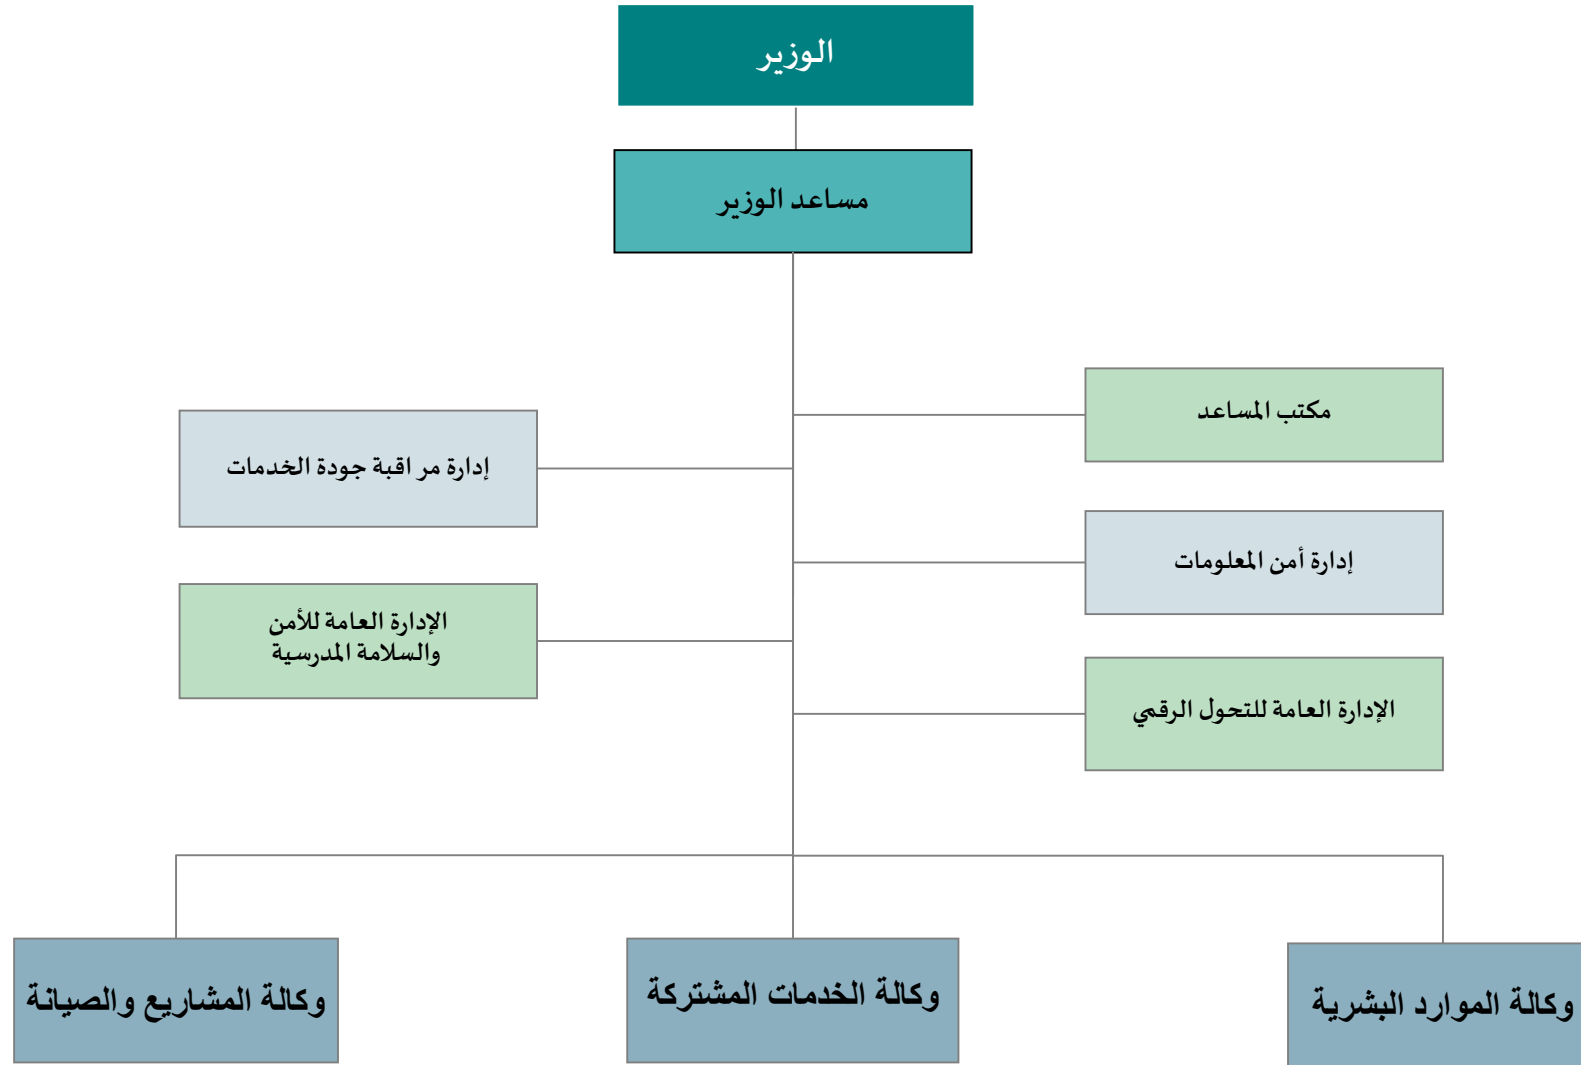 الوزير
مساعد الوزير
مكتب المساعد
إدارة مراقبة جودة الخدمات
إدارة أمن المعلومات
الإدارة العامة للأمن
والسلامة المدرسية
الإدارة العامة للتحول الرقمي
وكالة الموارد البشرية
وكالة الخدمات المشتركة
وكالة المشاريع والصيانة